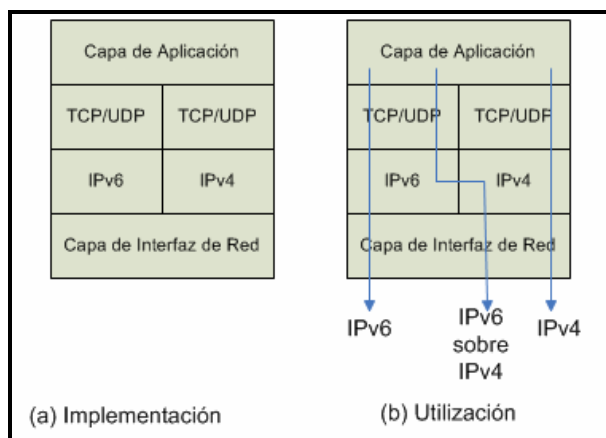 Capa de Aplicación
TCP/UDP
TCP/UDP
IPv6
IPv4
Capa de Interfaz de Red
(a) Implementación
Capa de Aplicación
TCP/UDP
TCP/UDP
IPv6
IPv4
Capa de Interfaz de Red
IPv6
IPv6
sobre
IPv4
IPv4
(b) Utilización